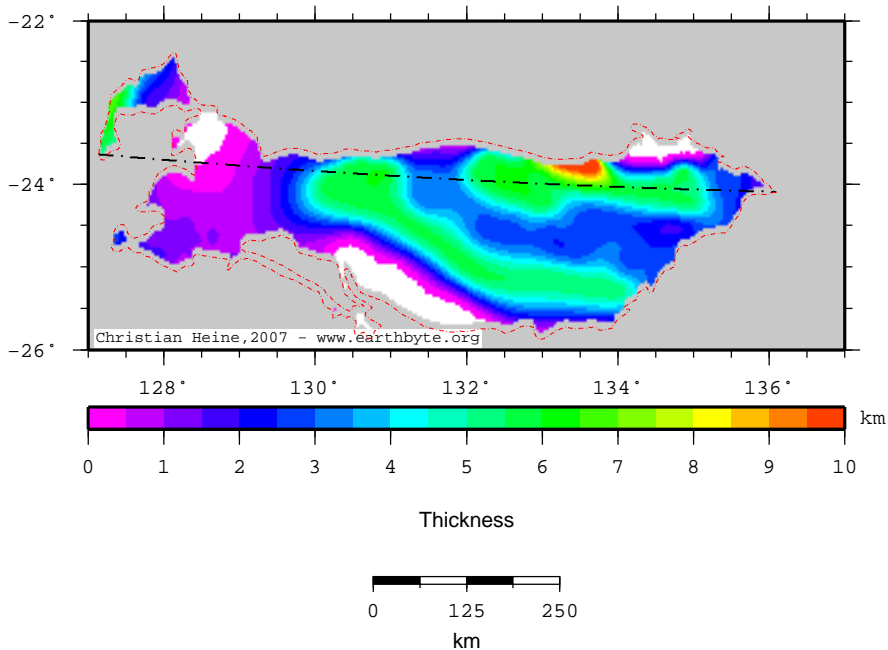 −22°
−24°
−26°
Christian Heine,2007 - www.earthbyte.org
128° 130° 132° 134° 136°
km
0 1 2 3 4 5 6 7 8 9 10
Thickness
0 125 250
km